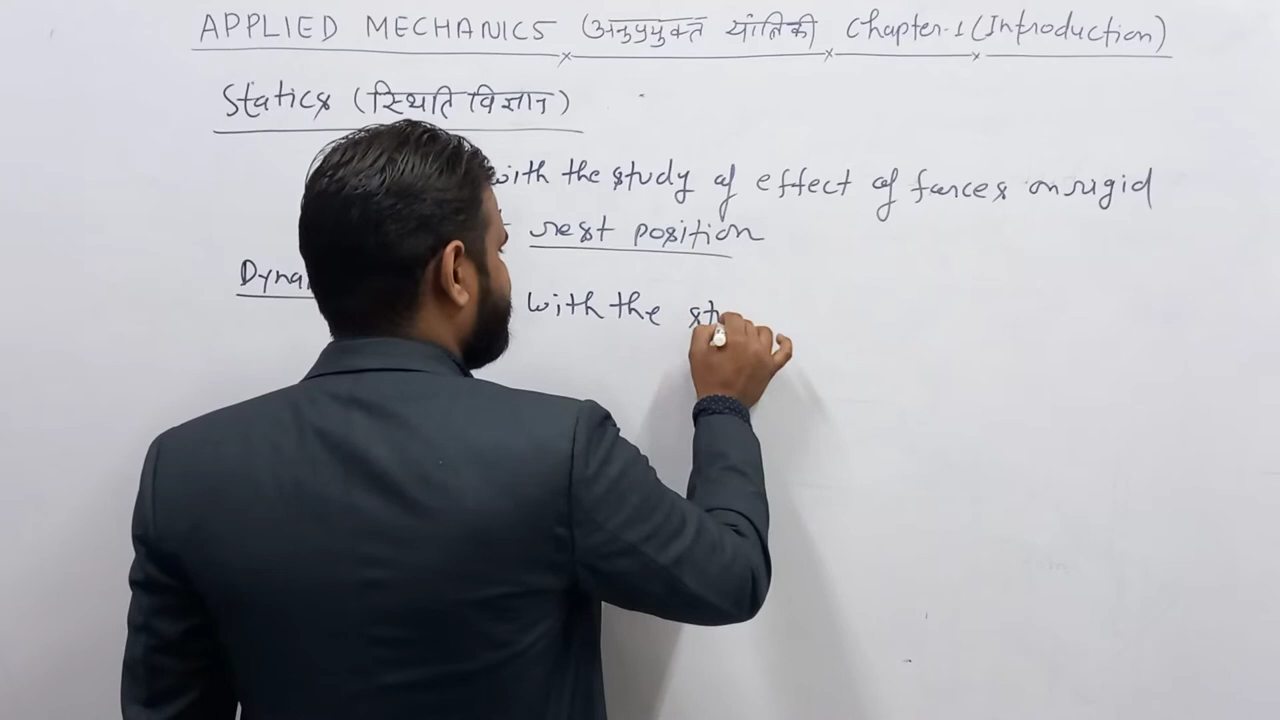 APPLIED MECHANICS (अनुप्रयुक्त यांत्रिकी) Chapter-1 (Introduction)
Statics (स्थिति विज्ञान)
with the study of effect of forces on rigid
rest position
Dyna
with the st